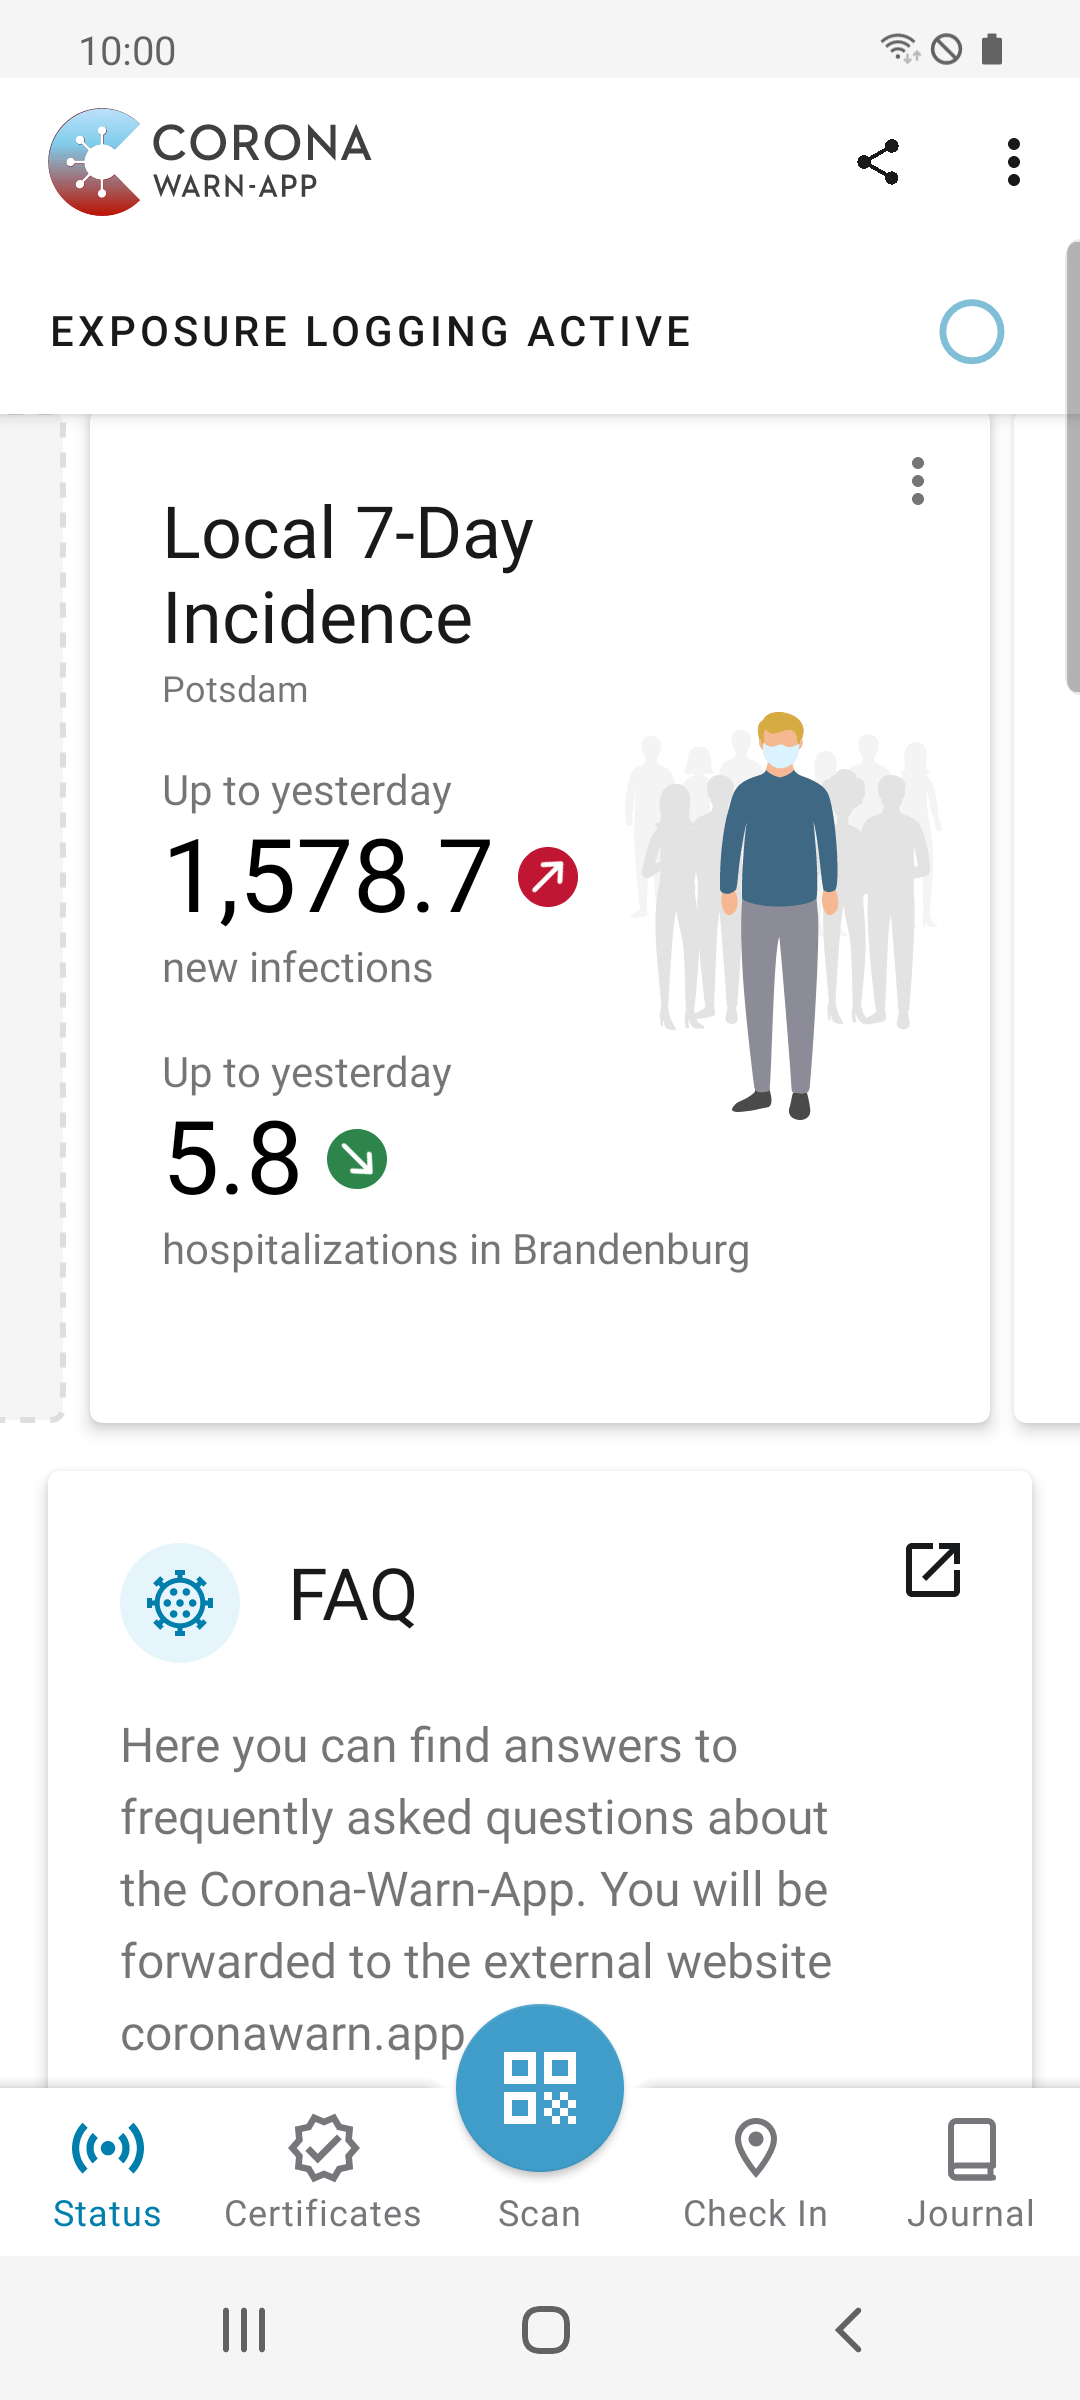 10:00
CORONA
WARN-APP
EXPOSURE LOGGING ACTIVE
Local 7-Day
Incidence
Potsdam
Up to yesterday
1,578.7
new infections
Up to yesterday
5.8
hospitalizations in Brandenburg
FAQ
Here you can find answers to
frequently asked questions about
the Corona-Warn-App. You will be
forwarded to the external website
coronawarn.app
Status
Certificates
Scan
Check In
Journal